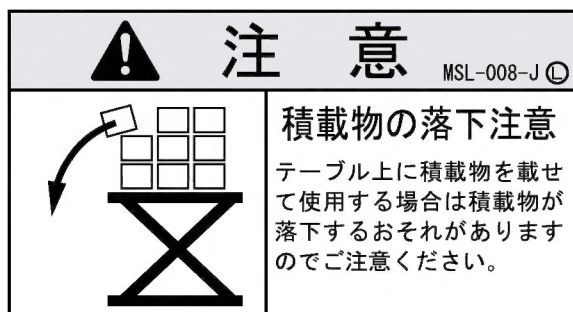 注意 MSL-008-J Ⓛ
積載物の落下注意
テーブル上に積載物を載せ
て使用する場合は積載物が
落下するおそれがあります
のでご注意ください。